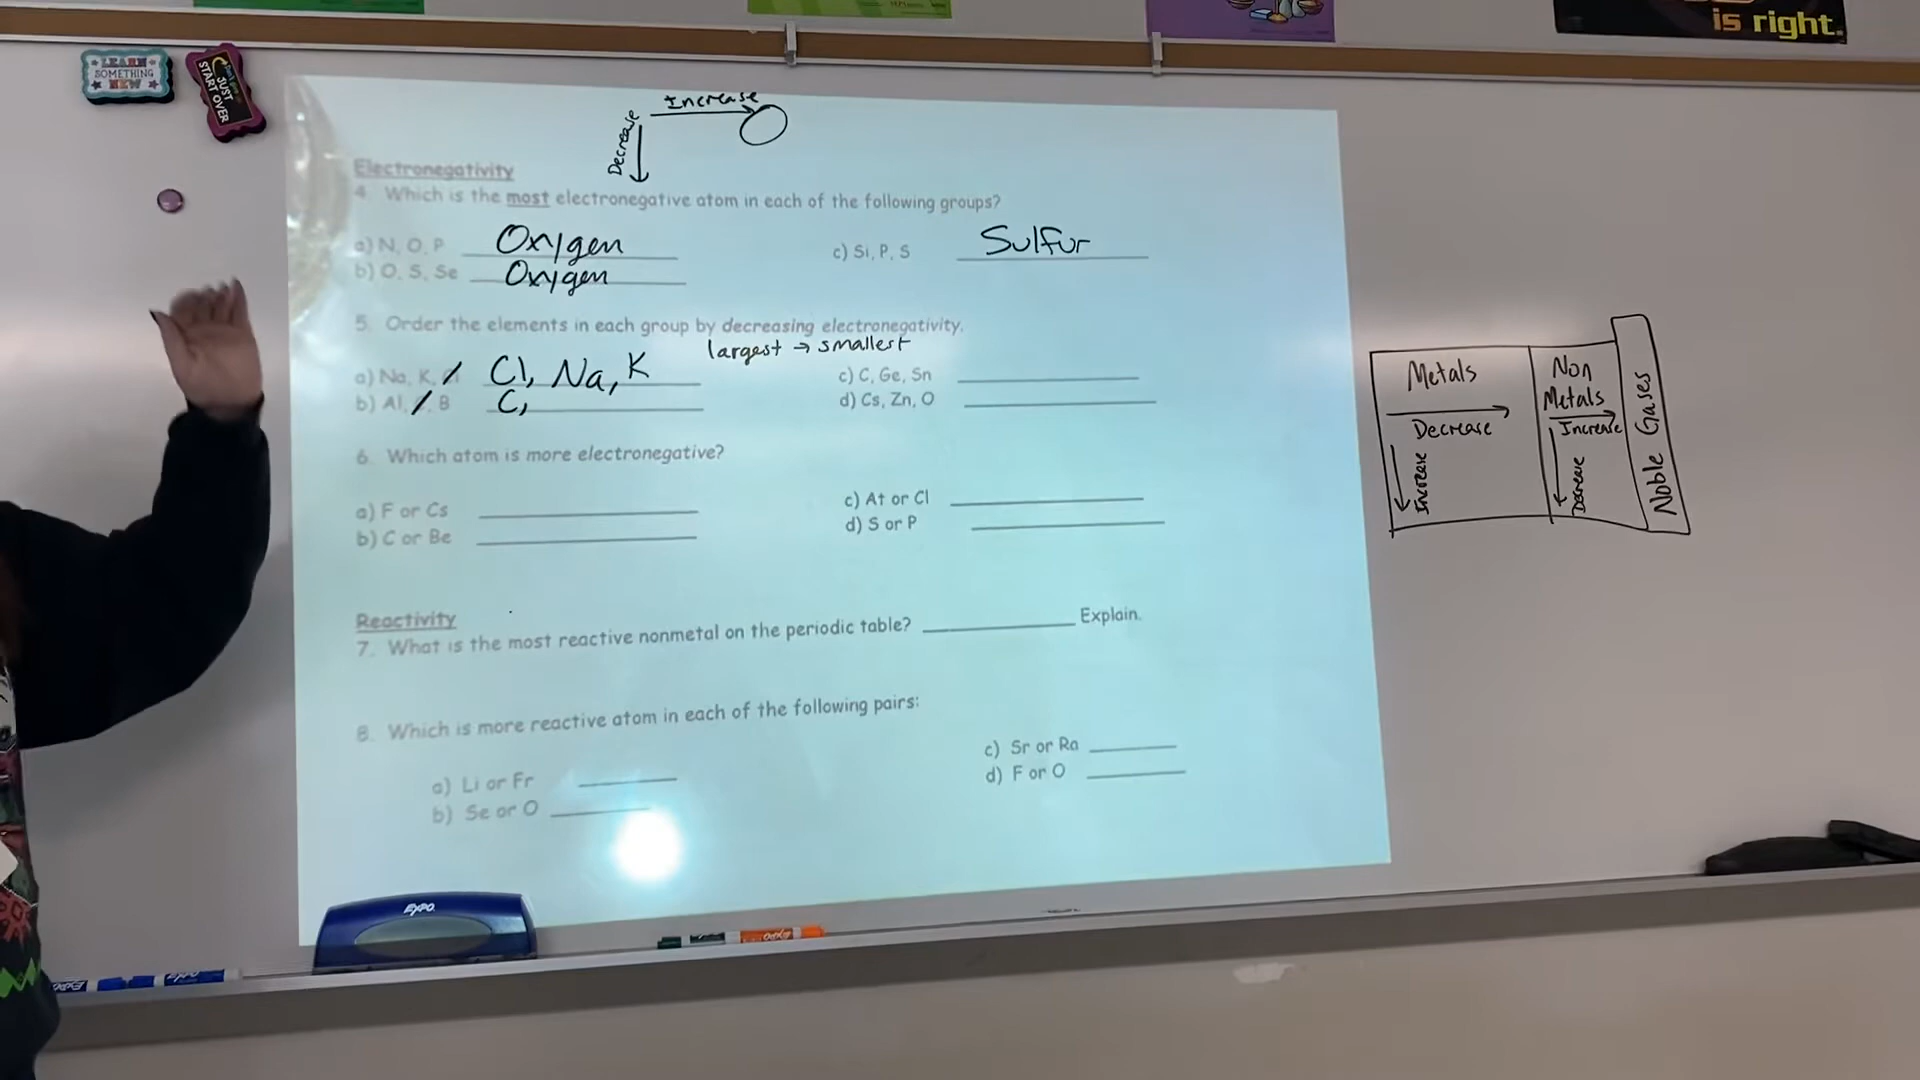 is right.
LEARN
SOMETHING
NEW
JUST
START OVER
Increase
Decrease
Electronegativity
4. Which is the most electronegative atom in each of the following groups?
a) N, O, P Oxygen
c) Si, P, S Sulfur
b) O, S, Se Oxygen
5. Order the elements in each group by decreasing electronegativity.
largest → smallest
a) Na, K, Cl, Na, K
c) C, Ge, Sn
b) Al, B C,
d) Cs, Zn, O
6. Which atom is more electronegative?
a) F or Cs
c) At or Cl
b) C or Be
d) S or P
Reactivity
7. What is the most reactive nonmetal on the periodic table? Explain.
8. Which is more reactive atom in each of the following pairs:
a) Li or Fr
c) Sr or Ra
b) Se or O
d) F or O
Metals
Decrease
Increase
Non
Metals
Increase
Decrease
Noble Gases
EXPO
EXPO